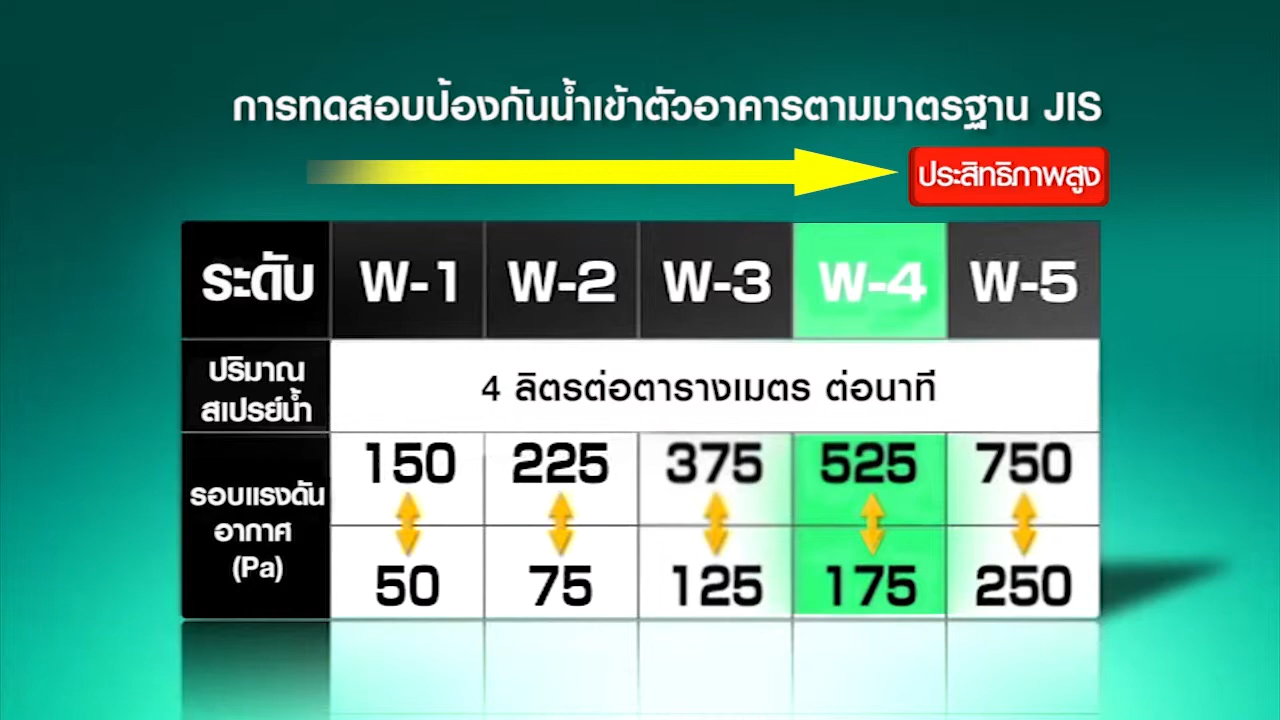 การทดสอบป้องกันน้ำเข้าตัวอาคารตามมาตรฐาน JIS
ประสิทธิภาพสูง
ระดับ W-1 W-2 W-3 W-4 W-5
ปริมาณ
สเปรย์น้ำ
4 ลิตรต่อตารางเมตร ต่อนาที
รอบแรงดัน
อากาศ
(Pa)
150 225 375 525 750
50 75 125 175 250